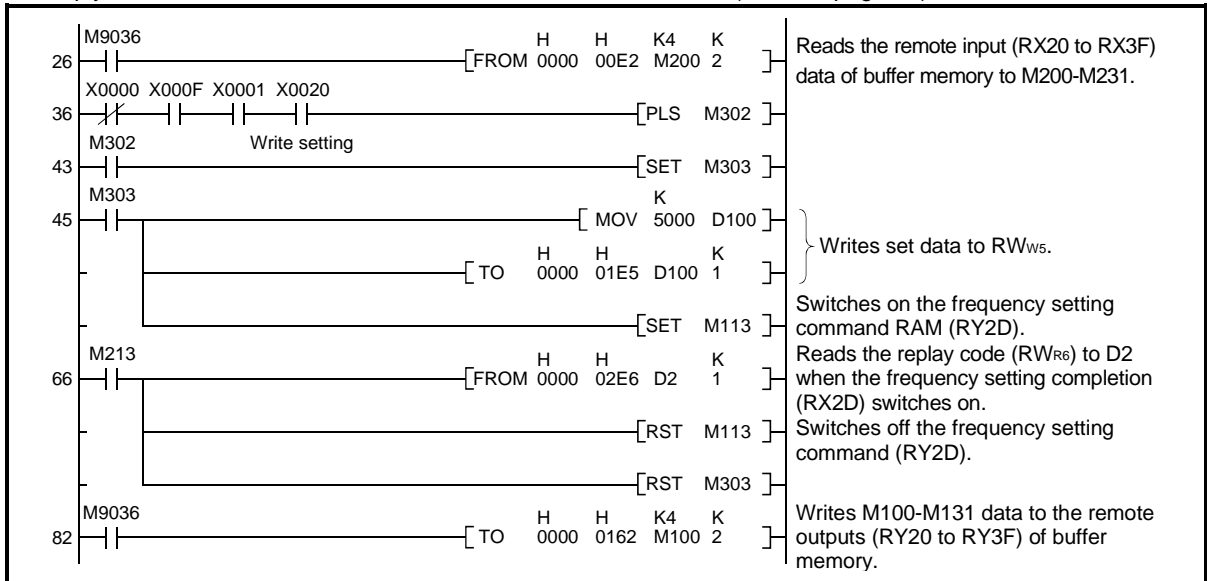 M9036
H H K4 K
26 FROM 0000 00E2 M200 2
Reads the remote input (RX20 to RX3F)
data of buffer memory to M200-M231.
X0000 X000F X0001 X0020
36 PLS M302
Write setting
M302
43 SET M303
M303
K
45 MOV 5000 D100
H H K
TO 0000 01E5 D100 1
Writes set data to RWW5.
SET M113
Switches on the frequency setting
command RAM (RY2D).
M213
H H K
66 FROM 0000 02E6 D2 1
Reads the replay code (RWR6) to D2
when the frequency setting completion
(RX2D) switches on.
RST M113
Switches off the frequency setting
command (RY2D).
RST M303
M9036
H H K4 K
82 TO 0000 0162 M100 2
Writes M100-M131 data to the remote
outputs (RY20 to RY3F) of buffer
memory.